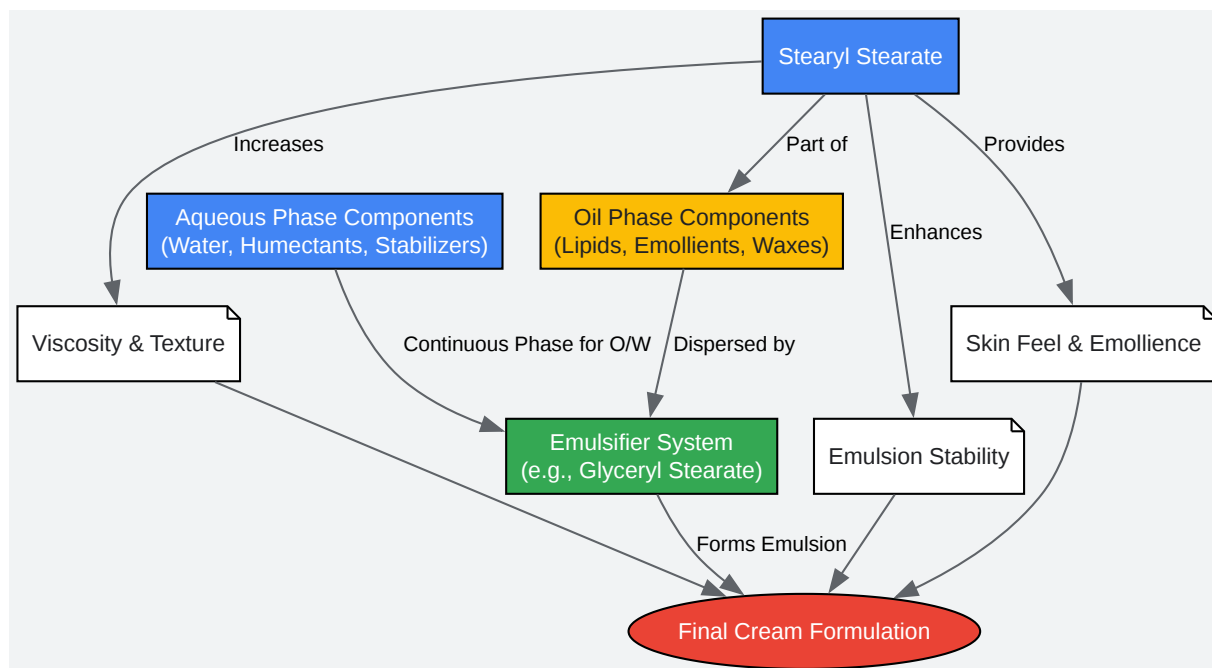 Stearyl Stearate
Increases
Part of
Provides
Aqueous Phase Components
(Water, Humectants, Stabilizers)
Oil Phase Components
(Lipids, Emollients, Waxes)
Enhances
Viscosity & Texture
Continuous Phase for O/W
Dispersed by
Skin Feel & Emollience
Emulsifier System
(e.g., Glyceryl Stearate)
Emulsion Stability
Forms Emulsion
Final Cream Formulation